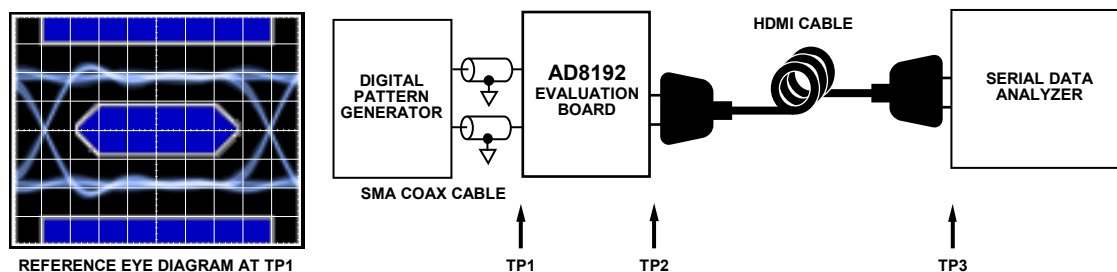 REFERENCE EYE DIAGRAM AT TP1
DIGITAL
PATTERN
GENERATOR
SMA COAX CABLE
AD8192
EVALUATION
BOARD
HDMI CABLE
SERIAL DATA
ANALYZER
TP1
TP2
TP3